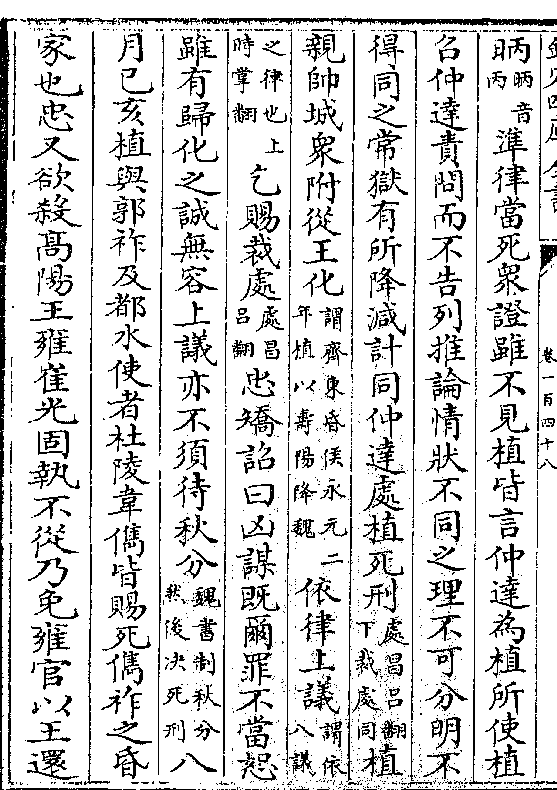 卷一百四十八
昞昞音丙準律當死衆證雖不見植皆言仲達為植所使植
召仲達責問而不告列推論情狀不同之理不可分明不
得同之常獄有所降減計同仲達處植死刑處昌吕翻下裁處同植
親帥城衆附從王化謂齊東昏侯永元二年植以壽陽降魏依律上議謂依八議
之律也上時掌翻乞賜裁處處昌吕翻忠矯詔曰凶謀既爾罪不當恕
雖有歸化之誠無容上議亦不須待秋分魏書制秋分然後决死刑八
月己亥植與郭祚及都水使者杜陵韋儁皆賜死儁祚之昏
家也忠又欲殺高陽王雍崔光固執不從乃免雍官以王還